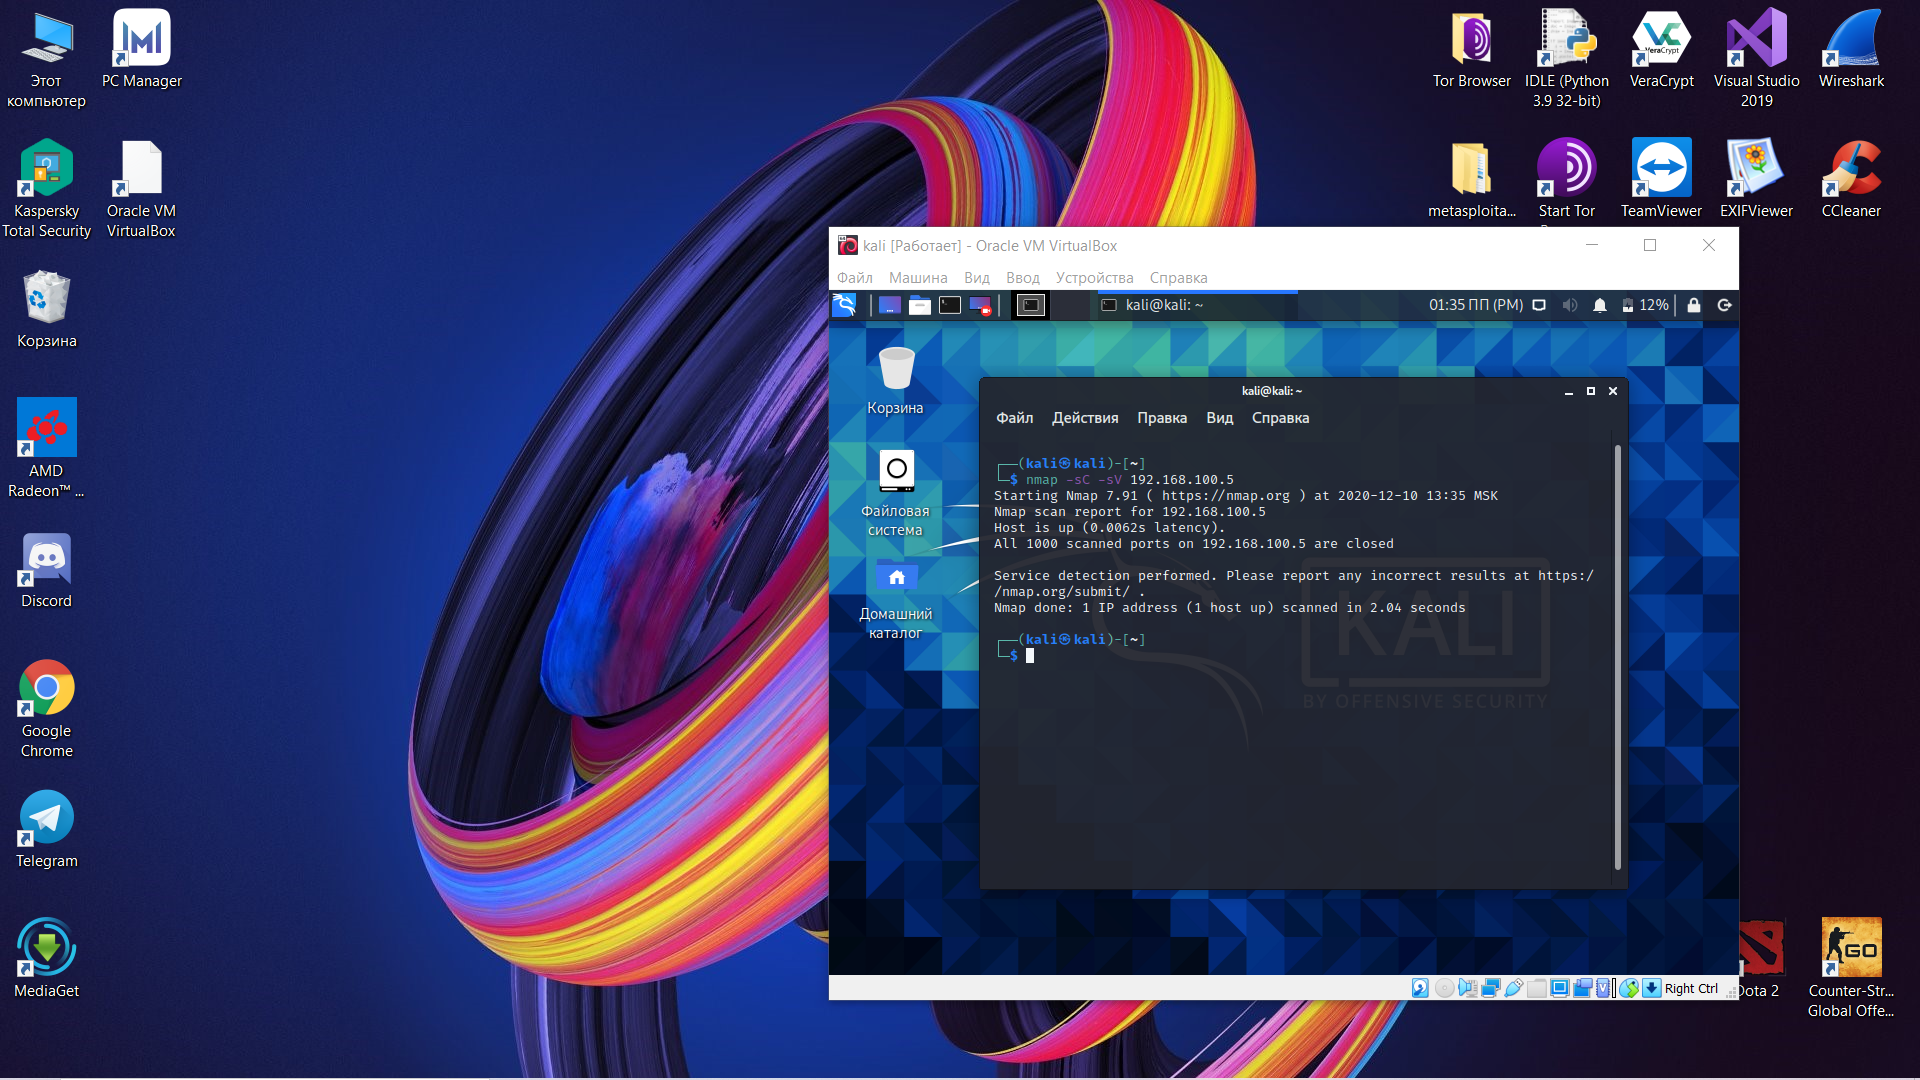 Этот
компьютер
PC Manager
Kaspersky
Total Security
Oracle VM
VirtualBox
Корзина
AMD
Radeon™ ...
Discord
Google
Chrome
Telegram
MediaGet
Tor Browser
IDLE (Python
3.9 32-bit)
VeraCrypt
VeraCrypt
Visual Studio
2019
Wireshark
metasploita...
Start Tor
TeamViewer
EXIFViewer
CCleaner
kali [Работает] - Oracle VM VirtualBox
Файл Машина Вид Ввод Устройства Справка
kali@kali: ~
01:35 ПП (PM)
12%
Корзина
Файловая
система
Домашний
каталог
kali@kali: ~
Файл Действия Правка Вид Справка
┌──(kali㉿kali)-[~]
└─$ nmap -sC -sV 192.168.100.5
Starting Nmap 7.91 ( https://nmap.org ) at 2020-12-10 13:35 MSK
Nmap scan report for 192.168.100.5
Host is up (0.0062s latency).
All 1000 scanned ports on 192.168.100.5 are closed
Service detection performed. Please report any incorrect results at https:/
/nmap.org/submit/ .
Nmap done: 1 IP address (1 host up) scanned in 2.04 seconds
┌──(kali㉿kali)-[~]
└─$
KALI
BY OFFENSIVE SECURITY
Right Ctrl
Dota 2
GO
Counter-Str...
Global Offe...